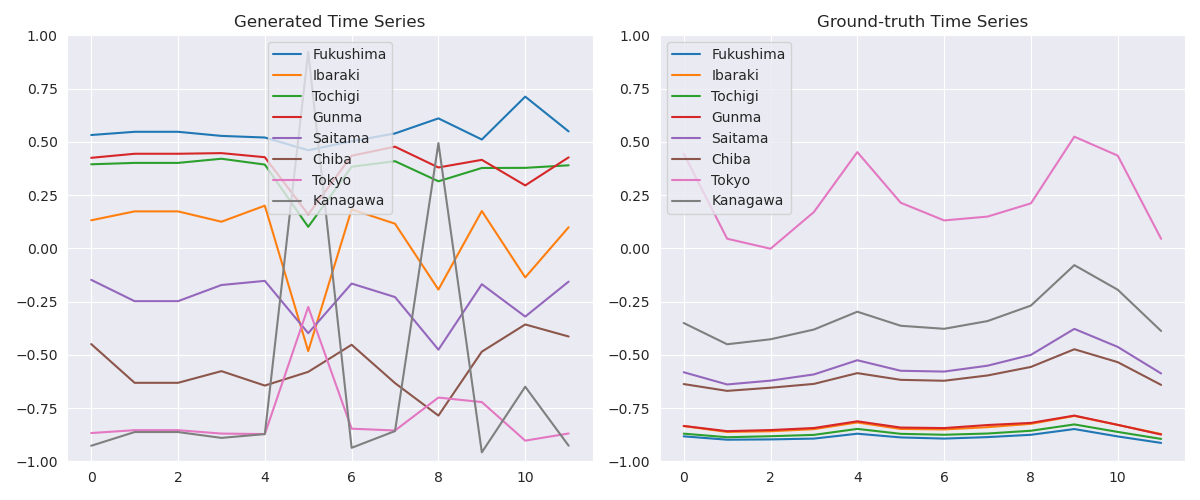 Generated Time Series
1.00
0.75
0.50
0.25
0.00
−0.25
−0.50
−0.75
−1.00
0 2 4 6 8 10
Fukushima
Ibaraki
Tochigi
Gunma
Saitama
Chiba
Tokyo
Kanagawa
Ground-truth Time Series
1.00
0.75
0.50
0.25
0.00
−0.25
−0.50
−0.75
−1.00
0 2 4 6 8 10
Fukushima
Ibaraki
Tochigi
Gunma
Saitama
Chiba
Tokyo
Kanagawa